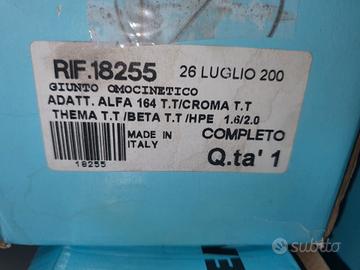 RIF.18255 26 LUGLIO 200
GIUNTO OMOCINETICO
ADATT. ALFA 164 T.T/CROMA T.T
THEMA T.T /BETA T.T /HPE 1.6/2.0
MADE IN COMPLETO
ITALY Q.ta' 1
18255
subito